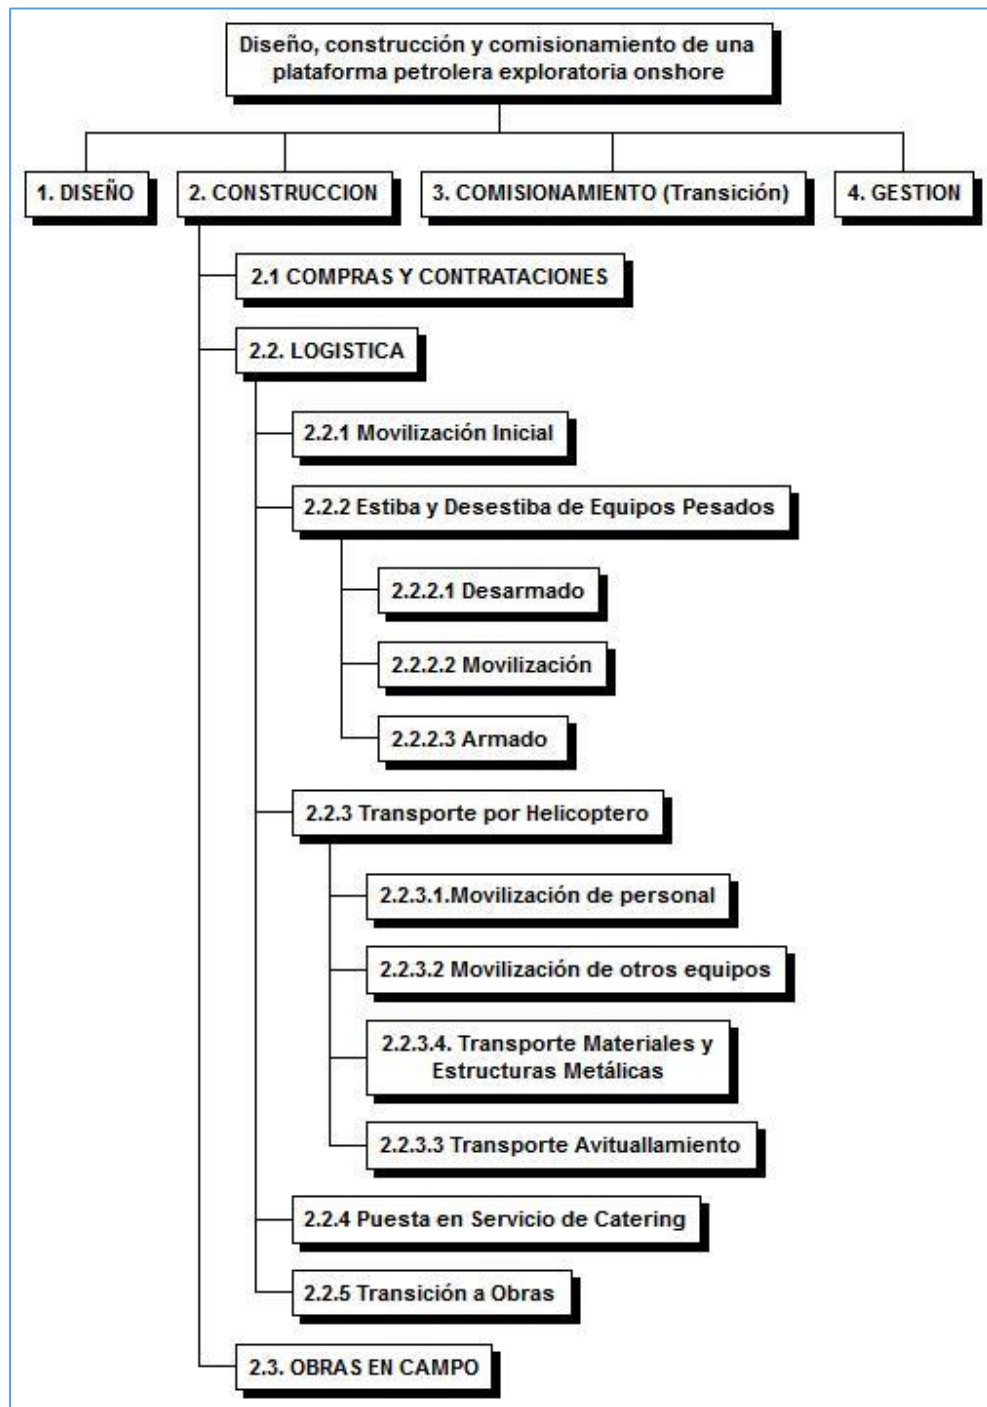 Diseño, construcción y comisionamiento de una
plataforma petrolera exploratoria onshore
1. DISEÑO
2. CONSTRUCCION
3. COMISIONAMIENTO (Transición)
4. GESTION
2.1 COMPRAS Y CONTRATACIONES
2.2. LOGISTICA
2.2.1 Movilización Inicial
2.2.2 Estiba y Desestiba de Equipos Pesados
2.2.2.1 Desarmado
2.2.2.2 Movilización
2.2.2.3 Armado
2.2.3 Transporte por Helicoptero
2.2.3.1.Movilización de personal
2.2.3.2 Movilización de otros equipos
2.2.3.4. Transporte Materiales y
Estructuras Metálicas
2.2.3.3 Transporte Avituallamiento
2.2.4 Puesta en Servicio de Catering
2.2.5 Transición a Obras
2.3. OBRAS EN CAMPO